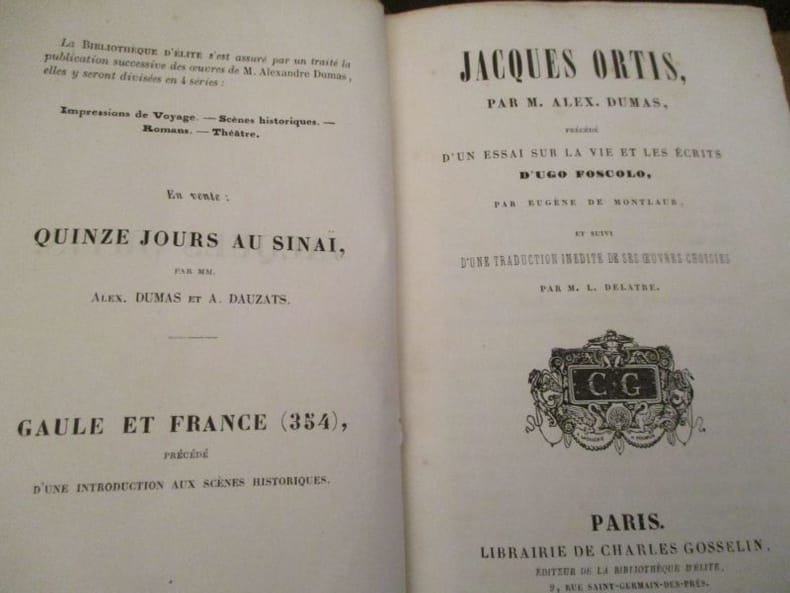 La BIBLIOTHÈQUE D'ÉLITE s'est assuré par un traité la
publication successive des œuvres de M. Alexandre Dumas,
elles y seront divisées en 4 séries :
Impressions de Voyage. — Scènes historiques. —
Romans. — Théâtre.
En vente :
QUINZE JOURS AU SINAÏ,
PAR MM.
ALEX. DUMAS ET A. DAUZATS.
GAULE ET FRANCE (354),
PRÉCÉDÉ
D'UNE INTRODUCTION AUX SCÈNES HISTORIQUES.
JACQUES ORTIS,
PAR M. ALEX. DUMAS,
PRÉCÉDÉ
D'UN ESSAI SUR LA VIE ET LES ÉCRITS
D'UGO FOSCOLO,
PAR EUGÈNE DE MONTLAUR,
ET SUIVI
D'UNE TRADUCTION INÉDITE DE SES ŒUVRES CHOISIES
PAR M. L. DELATRE.
C G
PARIS.
LIBRAIRIE DE CHARLES GOSSELIN,
ÉDITEUR DE LA BIBLIOTHÈQUE D'ÉLITE,
9, RUE SAINT-GERMAIN-DES-PRÉS.